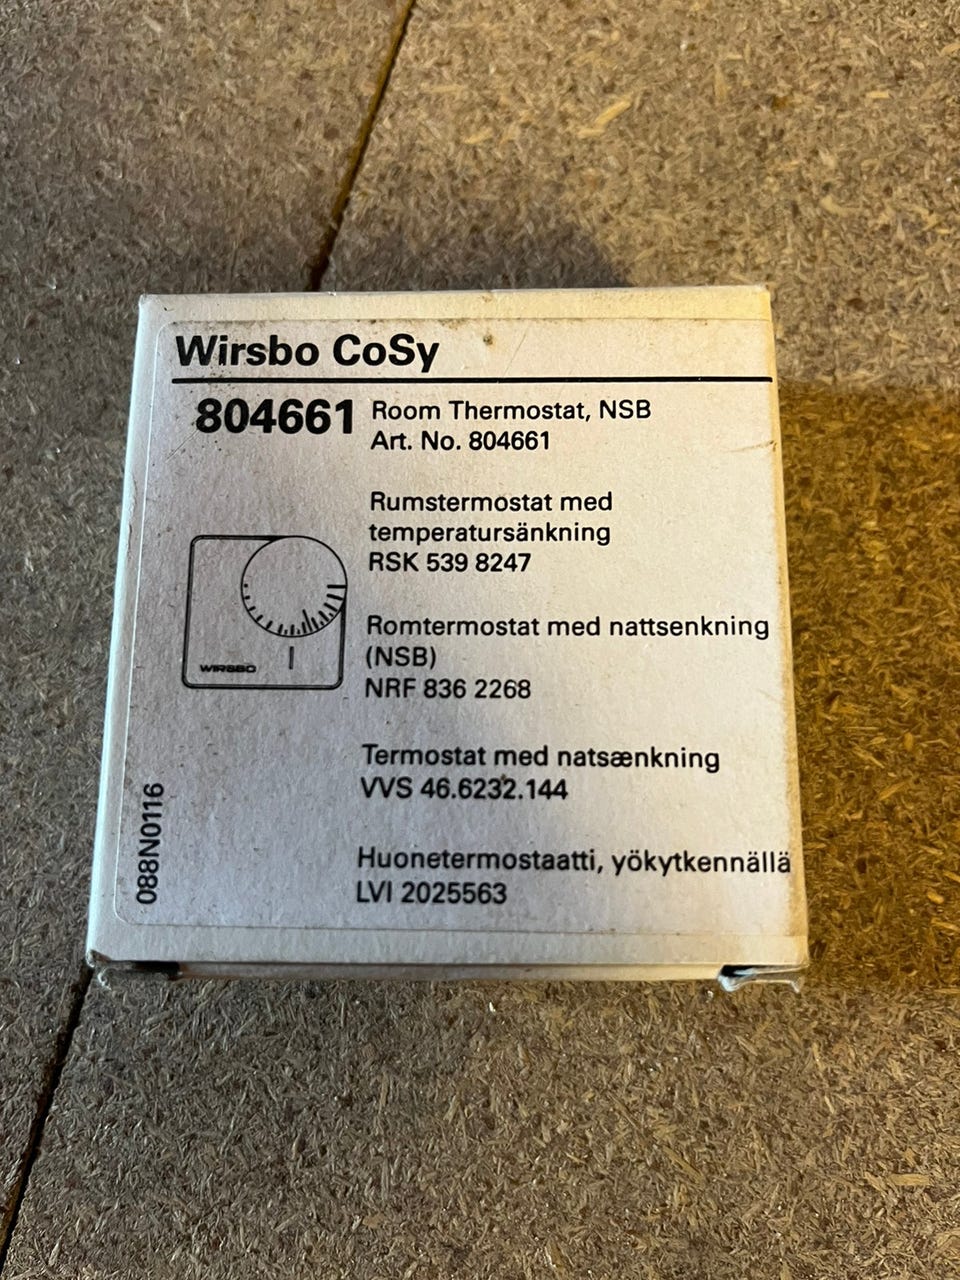 Wirsbo CoSy
804661 Room Thermostat, NSB
Art. No. 804661
Rumstermostat med
temperatursänkning
RSK 539 8247
Romtermostat med nattsenkning
(NSB)
NRF 836 2268
WIRSBO
Termostat med natsænkning
VVS 46.6232.144
Huonetermostaatti, yökytkennällä
LVI 2025563
088N0116